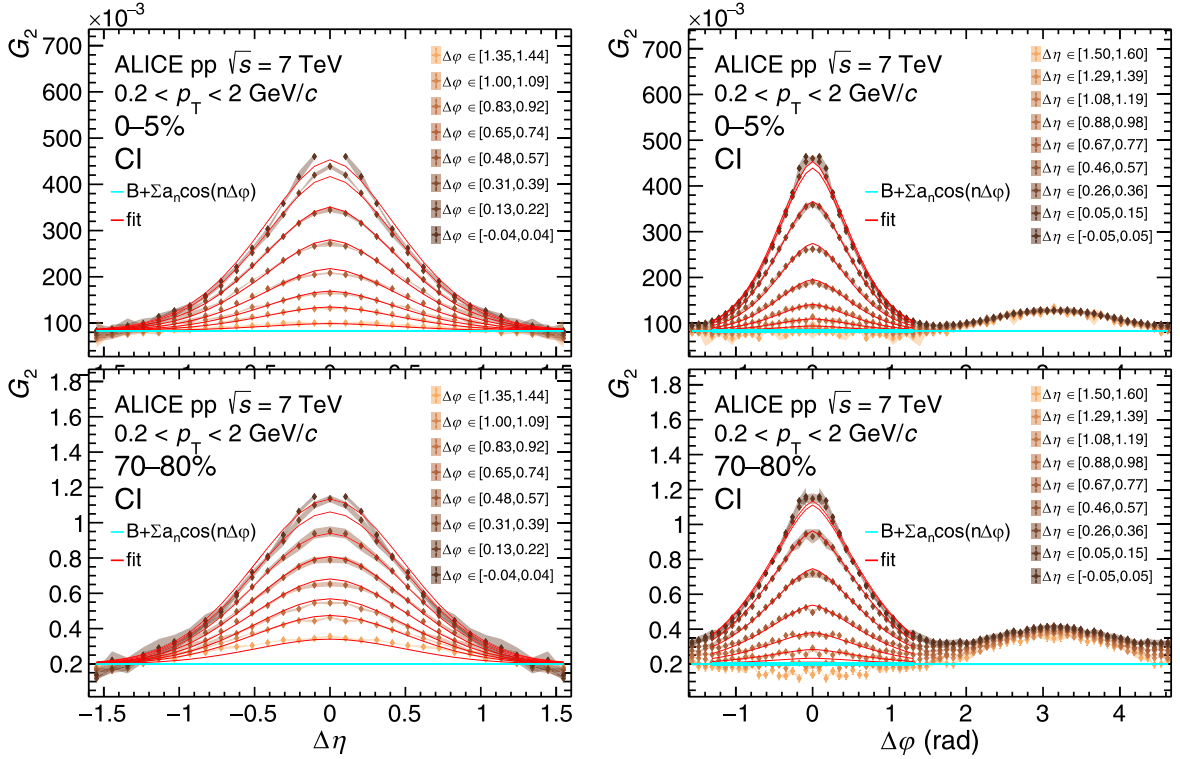 ×10⁻³
G₂
700
600
500
400
300
200
100
ALICE pp √s = 7 TeV
0.2 < p_T < 2 GeV/c
0–5%
CI
B+Σaₙcos(nΔφ)
fit
Δφ ∈[1.35,1.44]
Δφ ∈[1.00,1.09]
Δφ ∈[0.83,0.92]
Δφ ∈[0.65,0.74]
Δφ ∈[0.48,0.57]
Δφ ∈[0.31,0.39]
Δφ ∈[0.13,0.22]
Δφ ∈[-0.04,0.04]
×10⁻³
G₂
700
600
500
400
300
200
100
ALICE pp √s = 7 TeV
0.2 < p_T < 2 GeV/c
0–5%
CI
B+Σaₙcos(nΔφ)
fit
Δη ∈[1.50,1.60]
Δη ∈[1.29,1.39]
Δη ∈[1.08,1.19]
Δη ∈[0.88,0.98]
Δη ∈[0.67,0.77]
Δη ∈[0.46,0.57]
Δη ∈[0.26,0.36]
Δη ∈[0.05,0.15]
Δη ∈[-0.05,0.05]
G₂
1.8
1.6
1.4
1.2
1
0.8
0.6
0.4
0.2
ALICE pp √s = 7 TeV
0.2 < p_T < 2 GeV/c
70–80%
CI
B+Σaₙcos(nΔφ)
fit
Δφ ∈[1.35,1.44]
Δφ ∈[1.00,1.09]
Δφ ∈[0.83,0.92]
Δφ ∈[0.65,0.74]
Δφ ∈[0.48,0.57]
Δφ ∈[0.31,0.39]
Δφ ∈[0.13,0.22]
Δφ ∈[-0.04,0.04]
−1.5 −1 −0.5 0 0.5 1 1.5
Δη
G₂
1.8
1.6
1.4
1.2
1
0.8
0.6
0.4
0.2
ALICE pp √s = 7 TeV
0.2 < p_T < 2 GeV/c
70–80%
CI
B+Σaₙcos(nΔφ)
fit
Δη ∈[1.50,1.60]
Δη ∈[1.29,1.39]
Δη ∈[1.08,1.19]
Δη ∈[0.88,0.98]
Δη ∈[0.67,0.77]
Δη ∈[0.46,0.57]
Δη ∈[0.26,0.36]
Δη ∈[0.05,0.15]
Δη ∈[-0.05,0.05]
−1 0 1 2 3 4
Δφ (rad)